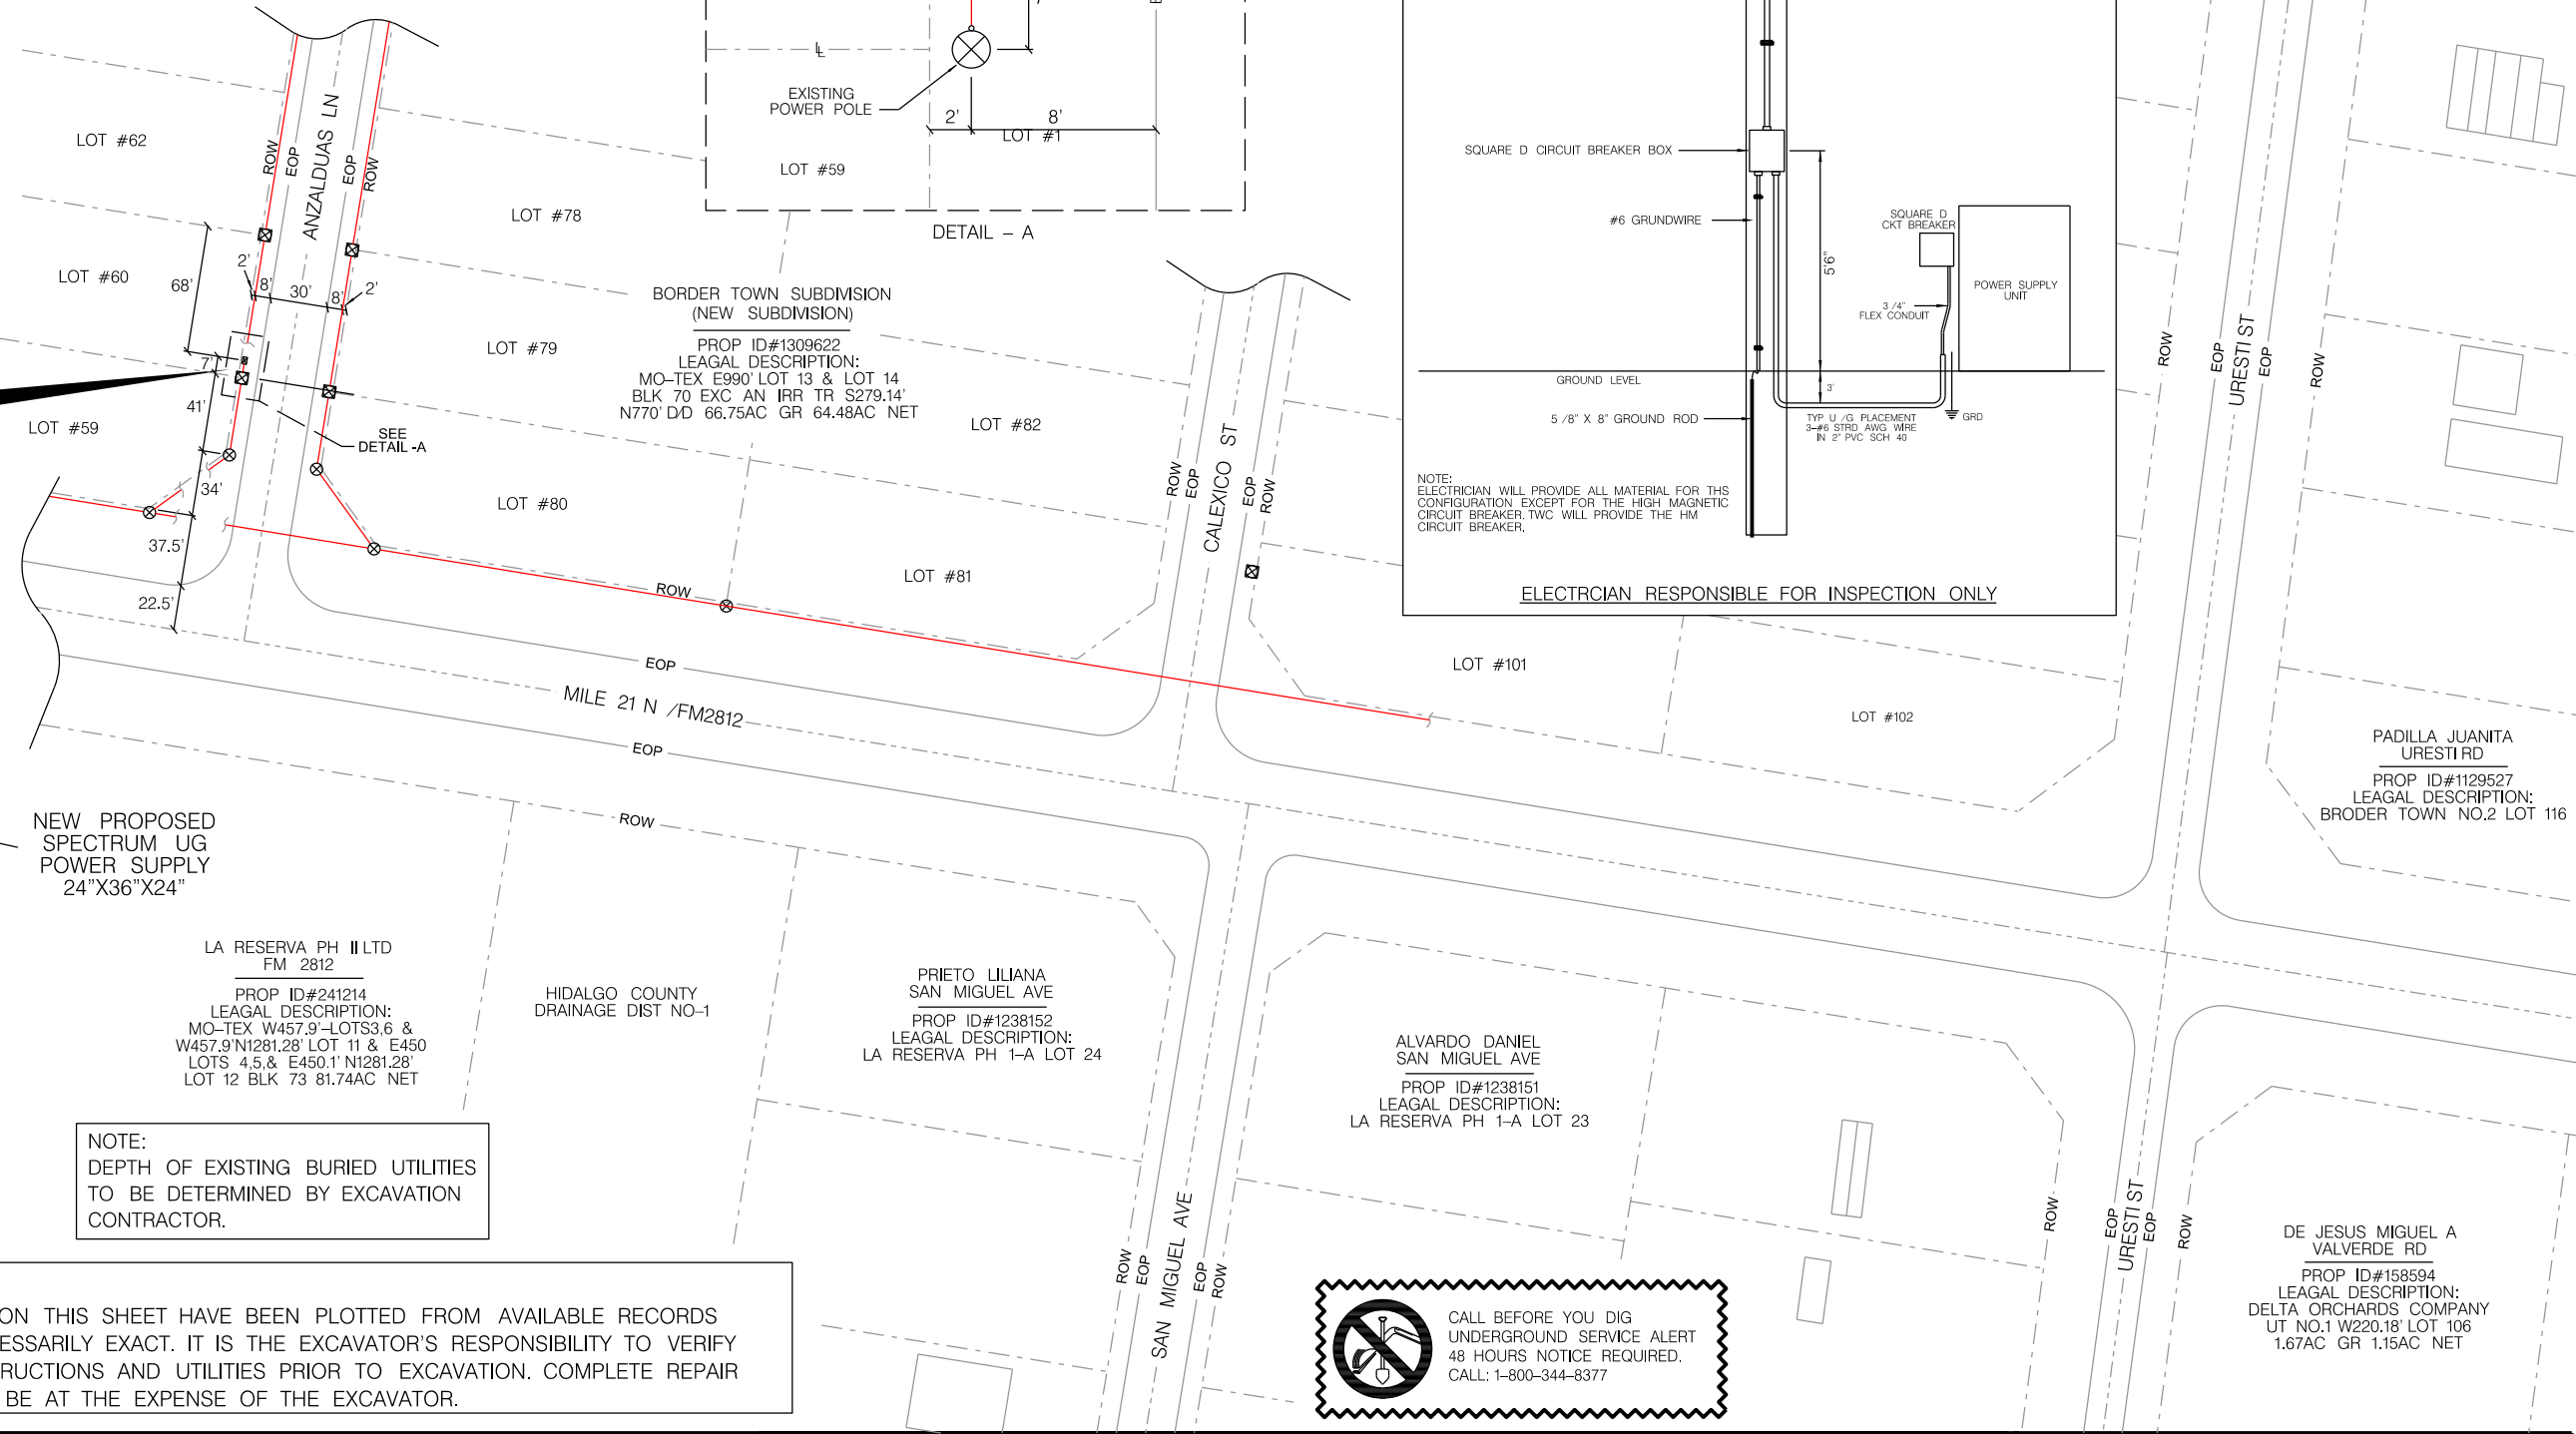 EXISTING
POWER POLE
2'
8'
LOT #1
LOT #59
DETAIL - A
LOT #62
ROW
EOP
ANZALDUAS LN
EOP
ROW
LOT #78
LOT #60
68'
2'
8'
30'
8'
2'
7'
41'
LOT #59
SEE
DETAIL-A
34'
37.5'
22.5'
LOT #79
LOT #80
BORDER TOWN SUBDIVISION
(NEW SUBDIVISION)
PROP ID#1309622
LEAGAL DESCRIPTION:
MO-TEX E990' LOT 13 & LOT 14
BLK 70 EXC AN IRR TR S279.14'
N770' D/D 66.75AC GR 64.48AC NET
LOT #82
LOT #81
ROW
ROW
EOP
CALEXICO ST
EOP
ROW
SQUARE D CIRCUIT BREAKER BOX
#6 GRUNDWIRE
SQUARE D
CKT BREAKER
5'6"
POWER SUPPLY
UNIT
3/4"
FLEX CONDUIT
GROUND LEVEL
3'
5/8" X 8" GROUND ROD
TYP U/G PLACEMENT
3-#6 STRD AWG WIRE
IN 2" PVC SCH 40
GRD
NOTE:
ELECTRICIAN WILL PROVIDE ALL MATERIAL FOR THS
CONFIGURATION EXCEPT FOR THE HIGH MAGNETIC
CIRCUIT BREAKER. TWC WILL PROVIDE THE HM
CIRCUIT BREAKER.
ELECTRCIAN RESPONSIBLE FOR INSPECTION ONLY
ROW
EOP
URESTI ST
EOP
ROW
EOP
MILE 21 N /FM2812
EOP
ROW
LOT #101
LOT #102
PADILLA JUANITA
URESTI RD
PROP ID#1129527
LEAGAL DESCRIPTION:
BRODER TOWN NO.2 LOT 116
NEW PROPOSED
SPECTRUM UG
POWER SUPPLY
24"X36"X24"
LA RESERVA PH II LTD
FM 2812
PROP ID#241214
LEAGAL DESCRIPTION:
MO-TEX W457.9'-LOTS3,6 &
W457.9'N1281.28' LOT 11 & E450
LOTS 4,5,& E450.1' N1281.28'
LOT 12 BLK 73 81.74AC NET
HIDALGO COUNTY
DRAINAGE DIST NO-1
PRIETO LILIANA
SAN MIGUEL AVE
PROP ID#1238152
LEAGAL DESCRIPTION:
LA RESERVA PH 1-A LOT 24
ALVARDO DANIEL
SAN MIGUEL AVE
PROP ID#1238151
LEAGAL DESCRIPTION:
LA RESERVA PH 1-A LOT 23
NOTE:
DEPTH OF EXISTING BURIED UTILITIES
TO BE DETERMINED BY EXCAVATION
CONTRACTOR.
ROW
EOP
SAN MIGUEL AVE
EOP
ROW
ROW
EOP
URESTI ST
EOP
ROW
DE JESUS MIGUEL A
VALVERDE RD
PROP ID#158594
LEAGAL DESCRIPTION:
DELTA ORCHARDS COMPANY
UT NO.1 W220.18' LOT 106
1.67AC GR 1.15AC NET
ON THIS SHEET HAVE BEEN PLOTTED FROM AVAILABLE RECORDS
ESSARILY EXACT. IT IS THE EXCAVATOR'S RESPONSIBILITY TO VERIFY
RUCTIONS AND UTILITIES PRIOR TO EXCAVATION. COMPLETE REPAIR
BE AT THE EXPENSE OF THE EXCAVATOR.
CALL BEFORE YOU DIG
UNDERGROUND SERVICE ALERT
48 HOURS NOTICE REQUIRED.
CALL: 1-800-344-8377